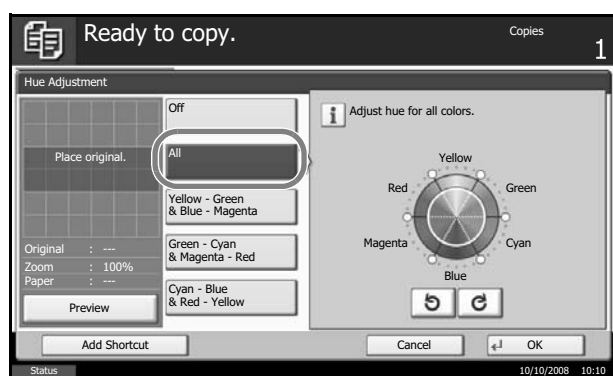 Ready to copy.
Copies
1
Hue Adjustment
Place original.
Original : ---
Zoom : 100%
Paper : ---
Preview
Off
All
Yellow - Green
& Blue - Magenta
Green - Cyan
& Magenta - Red
Cyan - Blue
& Red - Yellow
i
Adjust hue for all colors.
Yellow
Red
Green
Magenta
Cyan
Blue
Add Shortcut
Cancel
OK
Status
10/10/2008 10:10